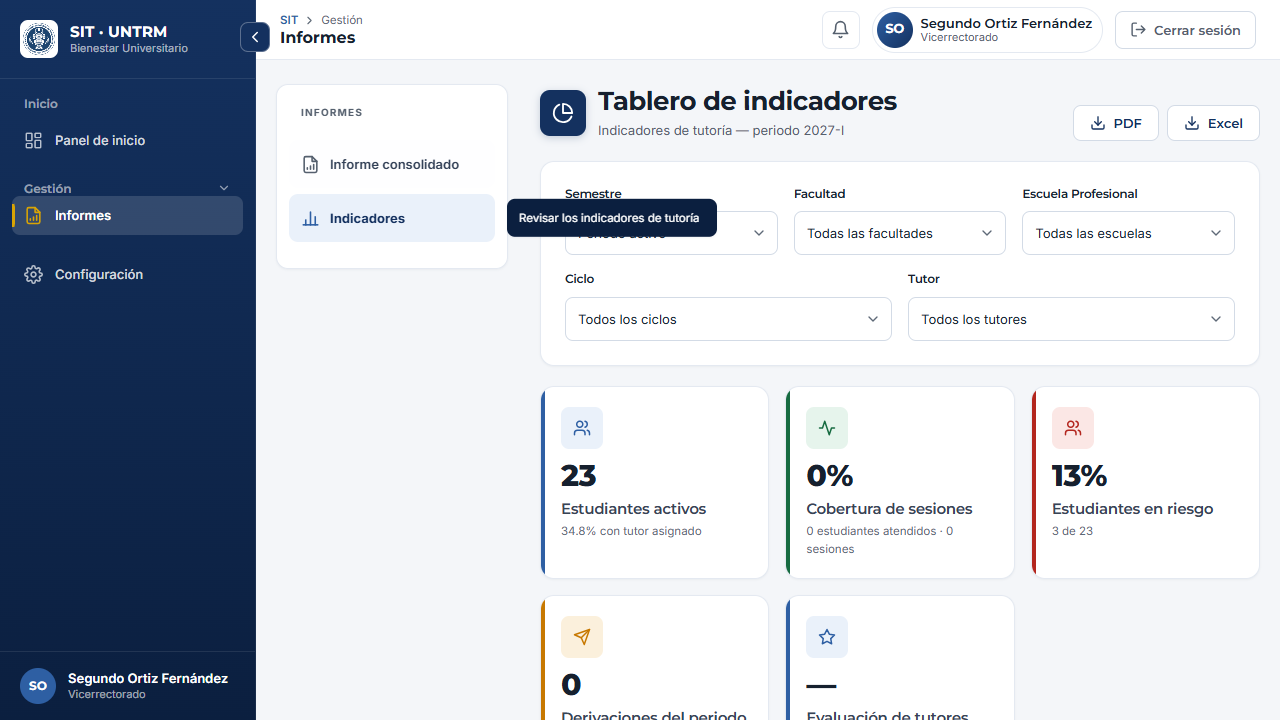 SIT · UNTRM
Bienestar Universitario
Inicio
Panel de inicio
Gestión
Informes
Configuración
SO
Segundo Ortiz Fernández
Vicerrectorado
SIT > Gestión
Informes
SO
Segundo Ortiz Fernández
Vicerrectorado
Cerrar sesión
INFORMES
Informe consolidado
Indicadores
Revisar los indicadores de tutoría
Tablero de indicadores
Indicadores de tutoría — periodo 2027-I
PDF
Excel
Semestre
Facultad
Todas las facultades
Escuela Profesional
Todas las escuelas
Ciclo
Todos los ciclos
Tutor
Todos los tutores
23
Estudiantes activos
34.8% con tutor asignado
0%
Cobertura de sesiones
0 estudiantes atendidos · 0
sesiones
13%
Estudiantes en riesgo
3 de 23
0
Derivaciones del periodo
—
Evaluación de tutores